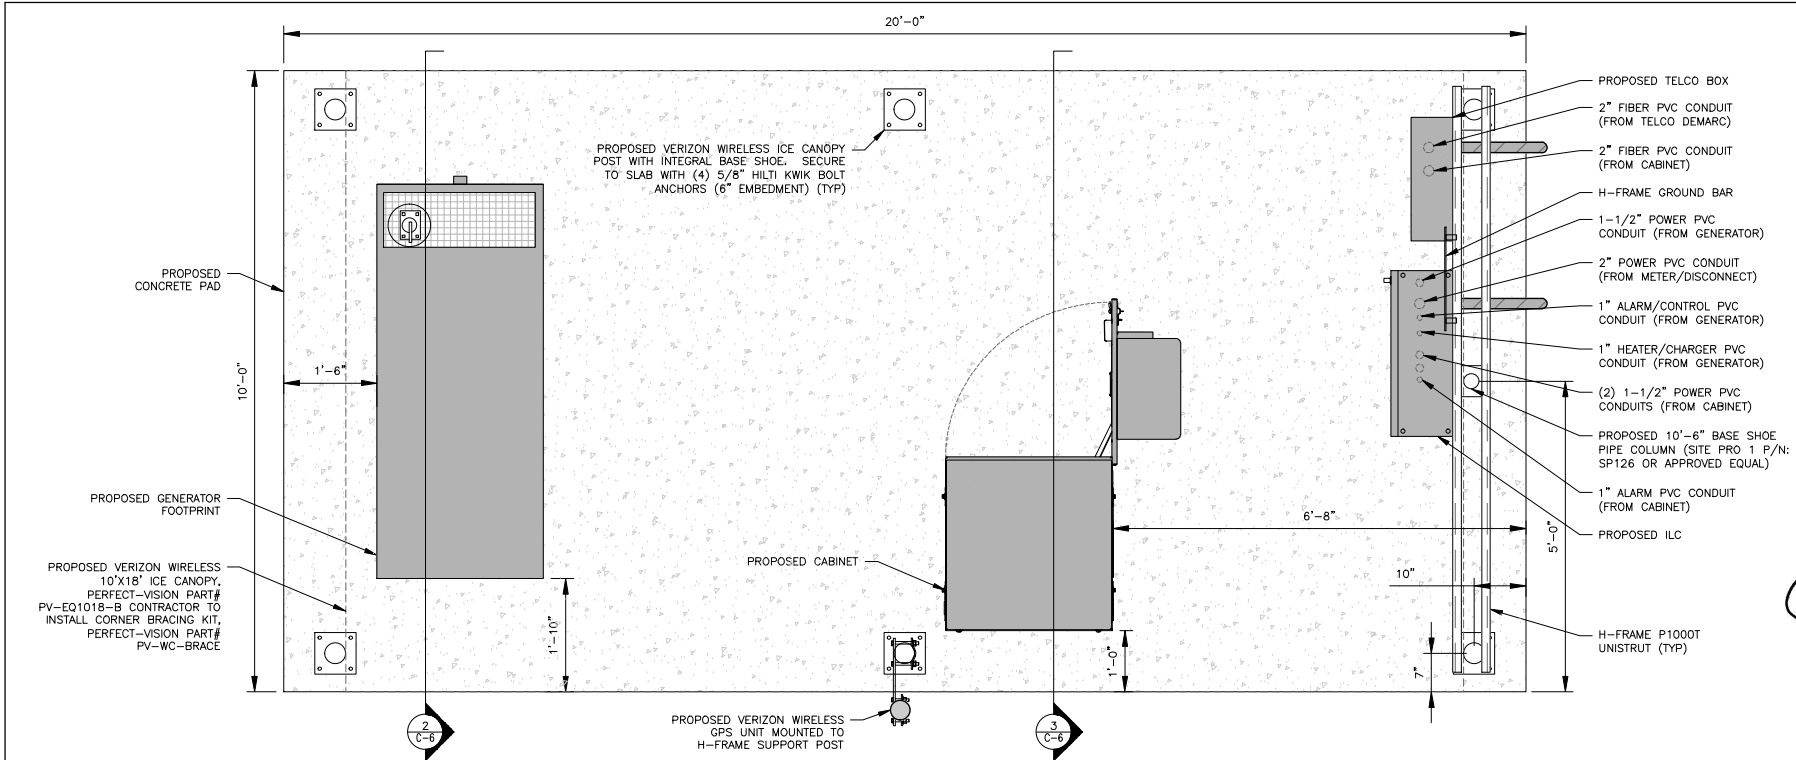 20'-0"
PROPOSED TELCO BOX
2" FIBER PVC CONDUIT
(FROM TELCO DEMARC)
2" FIBER PVC CONDUIT
(FROM CABINET)
H-FRAME GROUND BAR
1-1/2" POWER PVC
CONDUIT (FROM GENERATOR)
2" POWER PVC CONDUIT
(FROM METER/DISCONNECT)
1" ALARM/CONTROL PVC
CONDUIT (FROM GENERATOR)
1" HEATER/CHARGER PVC
CONDUIT (FROM GENERATOR)
(2) 1-1/2" POWER PVC
CONDUITS (FROM CABINET)
PROPOSED 10'-6" BASE SHOE
PIPE COLUMN (SITE PRO 1 P/N:
SP126 OR APPROVED EQUAL)
1" ALARM PVC CONDUIT
(FROM CABINET)
PROPOSED ILC
H-FRAME P1000T
UNISTRUT (TYP)
PROPOSED VERIZON WIRELESS ICE CANOPY
POST WITH INTEGRAL BASE SHOE. SECURE
TO SLAB WITH (4) 5/8" HILTI KWIK BOLT
ANCHORS (6" EMBEDMENT) (TYP)
PROPOSED
CONCRETE PAD
10'-0"
1'-6"
PROPOSED GENERATOR
FOOTPRINT
PROPOSED VERIZON WIRELESS
10'X18' ICE CANOPY.
PERFECT-VISION PART#
PV-EQ1018-B CONTRACTOR TO
INSTALL CORNER BRACING KIT,
PERFECT-VISION PART#
PV-WC-BRACE
1'-10"
PROPOSED CABINET
6'-8"
5'-0"
10"
1'-0"
7"
PROPOSED VERIZON WIRELESS
GPS UNIT MOUNTED TO
H-FRAME SUPPORT POST
2
C-6
3
C-6